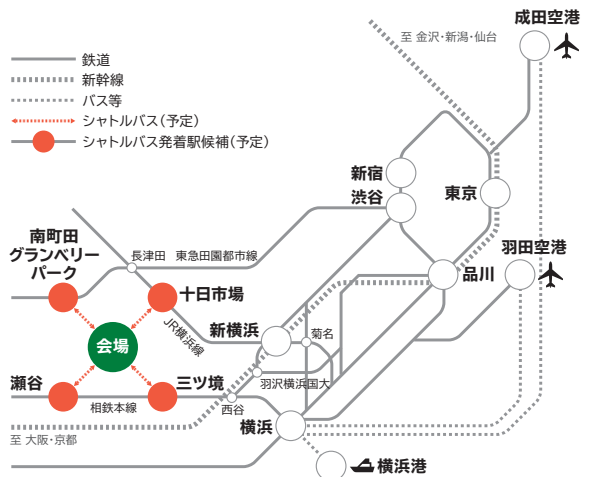 成田空港
至 金沢・新潟・仙台
鉄道
新幹線
バス等
シャトルバス(予定)
シャトルバス発着駅候補(予定)
新宿
渋谷
東京
南町田
グランベリー
パーク
長津田 東急田園都市線
羽田空港
品川
十日市場
JR横浜線
新横浜
菊名
会場
瀬谷
三ツ境
羽沢横浜国大
相鉄本線
西谷
横浜
至 大阪・京都
横浜港